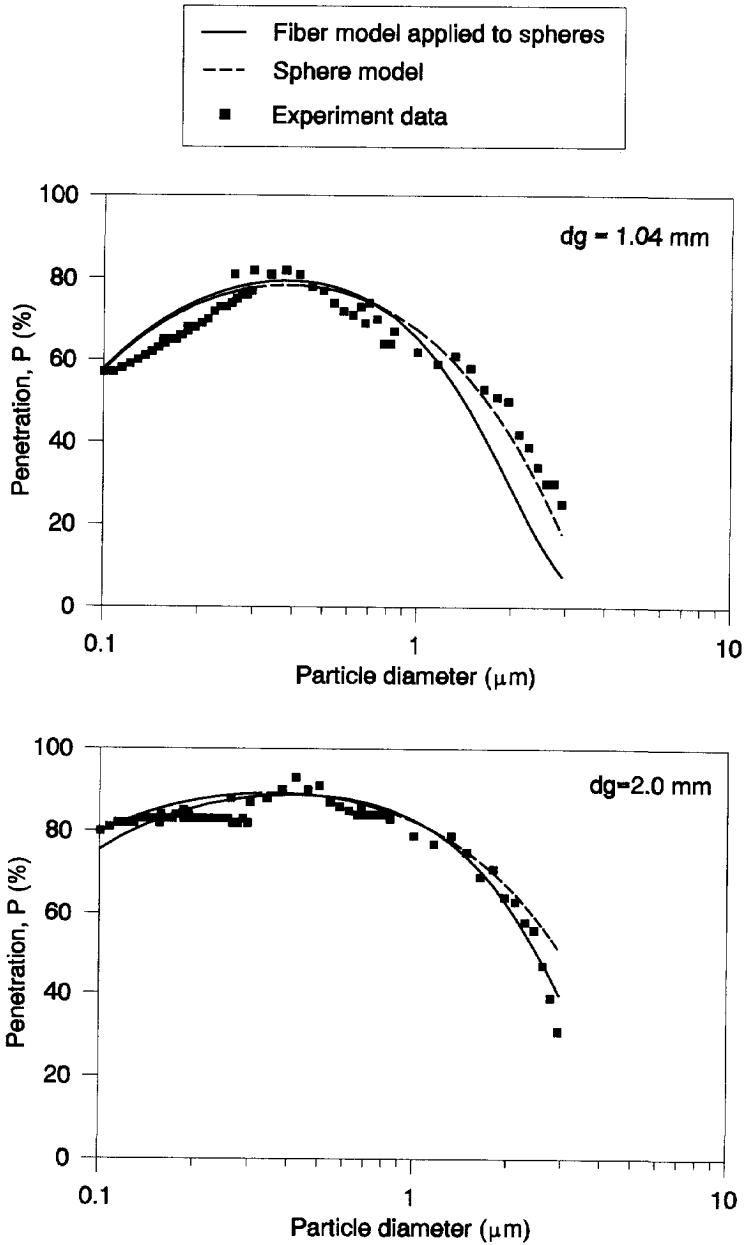 Fiber model applied to spheres
Sphere model
Experiment data
100
80
60
40
20
0
Penetration, P (%)
dg = 1.04 mm
0.1
1
10
Particle diameter (μm)
100
80
60
40
20
0
Penetration, P (%)
dg=2.0 mm
0.1
1
10
Particle diameter (μm)